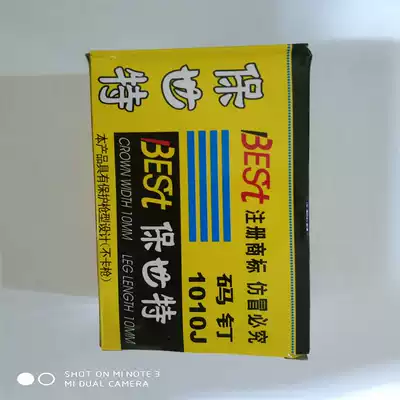 保世特
BESt 注册商标 仿冒必究
码钉
1010J
BESt 保世特
CROWN WIDTH 10MM LEG LENGTH 10MM
本产品具有保护枪型设计(不卡枪)
SHOT ON MI NOTE 3
MI DUAL CAMERA